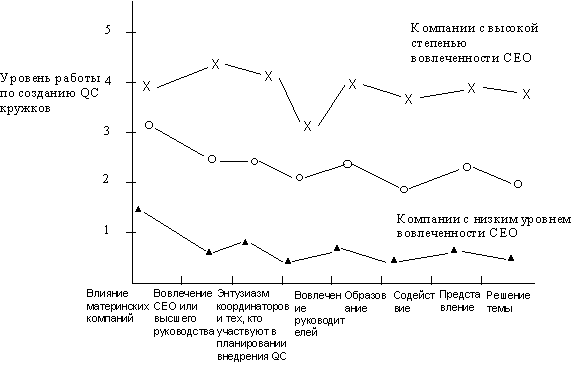 Компании с высокой
степенью
вовлеченности CEO
Уровень работы
по созданию QC
кружков
5
4
3
2
1
Компании с низким уровнем
вовлеченности CEO
Влияние
материнских
компаний
Вовлечение
CEO или
высшего
руководства
Энтузиазм
координаторов
и тех, кто
участвуют в
планировании
внедрения QC
Вовлечен
ие
руководит
елей
Образов
ание
Содейст
вие
Предста
вление
Решение
темы